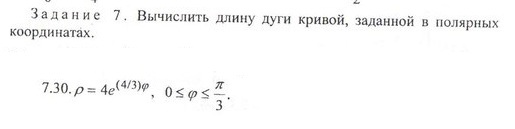 Задание 7. Вычислить длину дуги кривой, заданной в полярных
координатах.
7.30. ρ = 4e^{(4/3)φ}, 0 ≤ φ ≤ π/3.